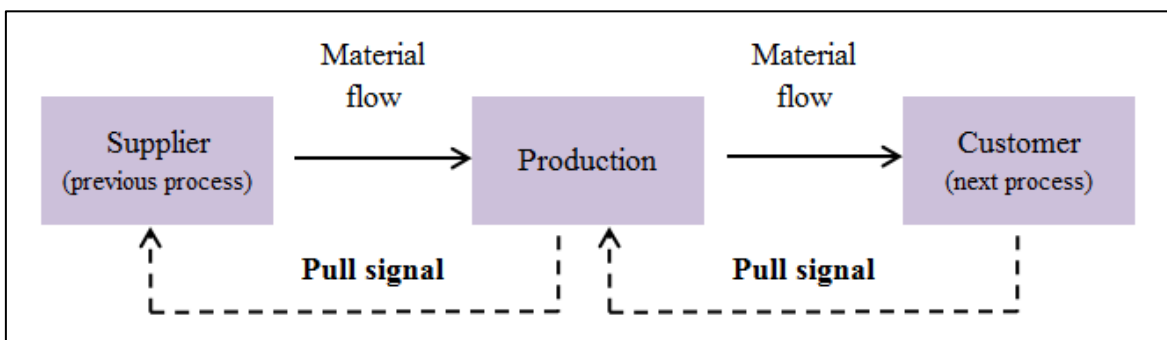 Material
flow
Material
flow
Supplier
(previous process)
Production
Customer
(next process)
Pull signal
Pull signal